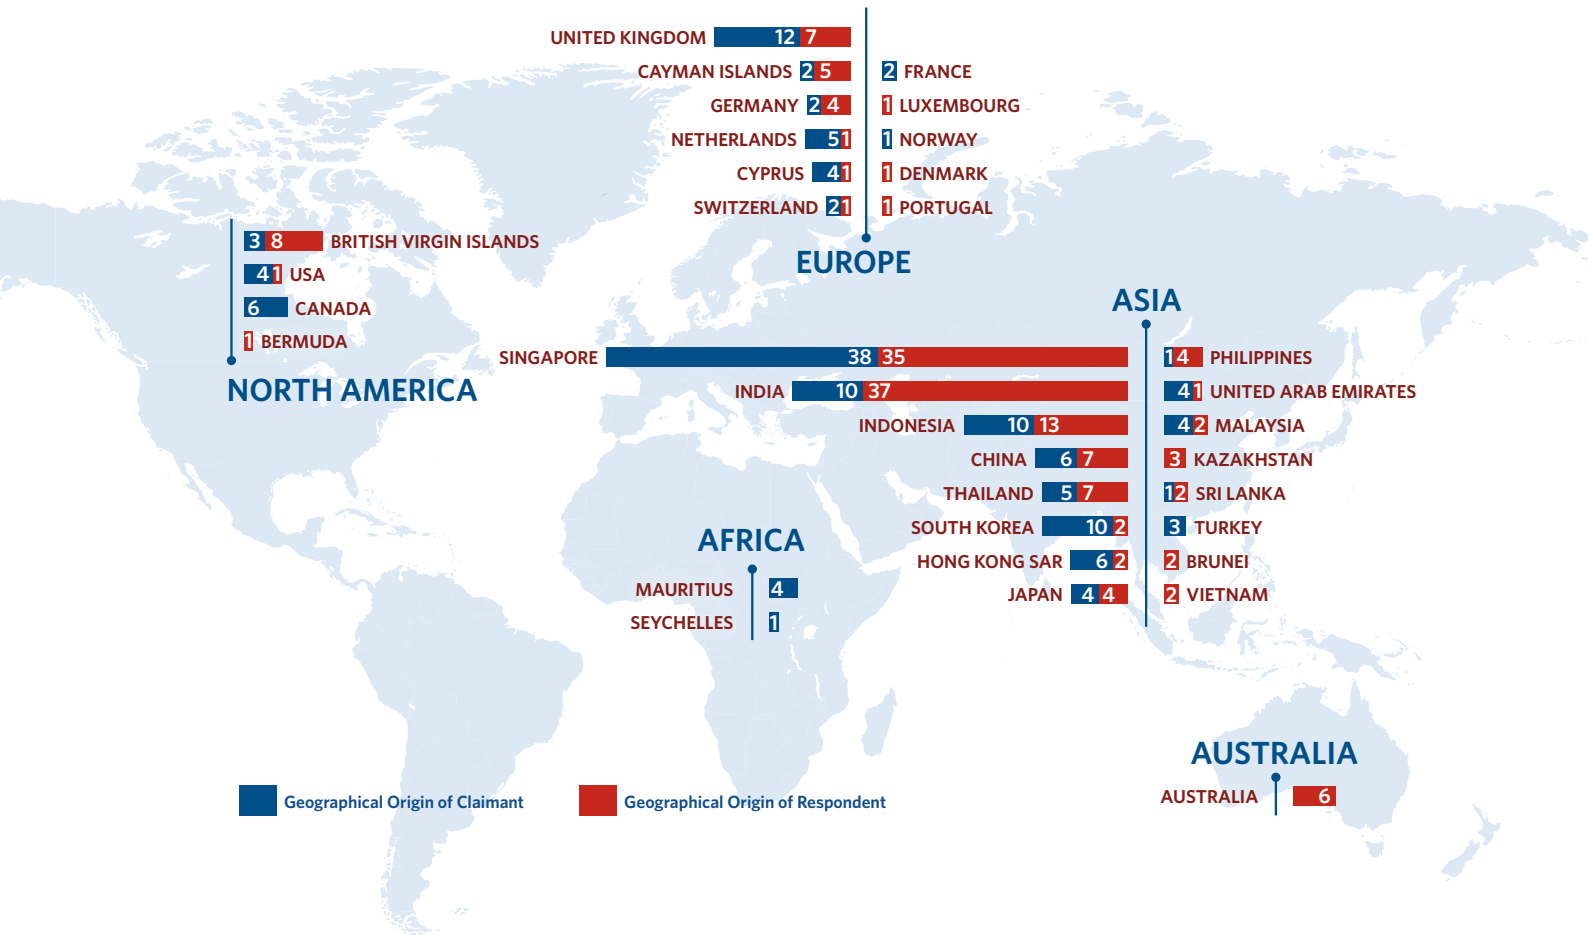 UNITED KINGDOM 12 7
CAYMAN ISLANDS 2 5
GERMANY 2 4
NETHERLANDS 5 1
CYPRUS 4 1
SWITZERLAND 2 1
2 FRANCE
1 LUXEMBOURG
1 NORWAY
1 DENMARK
1 PORTUGAL
EUROPE
3 8 BRITISH VIRGIN ISLANDS
4 1 USA
6 CANADA
1 BERMUDA
NORTH AMERICA
ASIA
SINGAPORE 38 35
INDIA 10 37
INDONESIA 10 13
CHINA 6 7
THAILAND 5 7
SOUTH KOREA 10 2
HONG KONG SAR 6 2
JAPAN 4 4
1 4 PHILIPPINES
4 1 UNITED ARAB EMIRATES
4 2 MALAYSIA
3 KAZAKHSTAN
1 2 SRI LANKA
3 TURKEY
2 BRUNEI
2 VIETNAM
AFRICA
MAURITIUS 4
SEYCHELLES 1
AUSTRALIA
AUSTRALIA 6
Geographical Origin of Claimant
Geographical Origin of Respondent